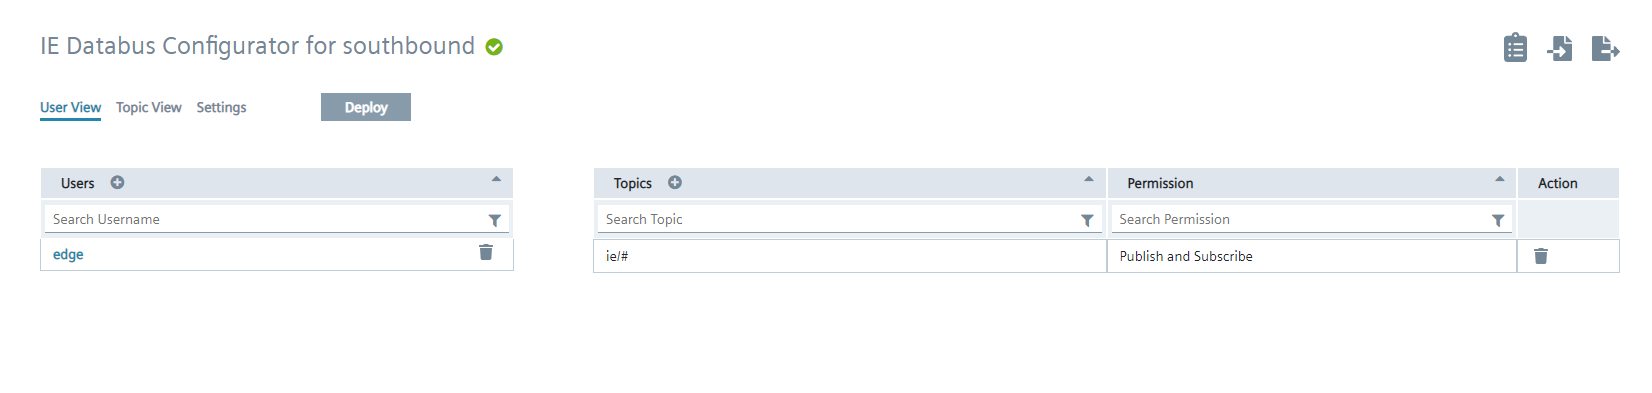 IE Databus Configurator for southbound
User View Topic View Settings Deploy
Users Topics Permission Action
Search Username Search Topic Search Permission
edge ie/# Publish and Subscribe